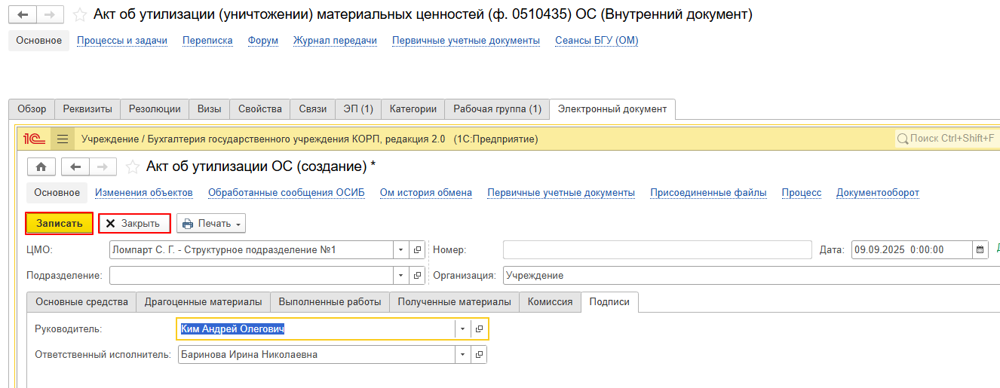 Акт об утилизации (уничтожении) материальных ценностей (ф. 0510435) ОС (Внутренний документ)
Основное Процессы и задачи Переписка Форум Журнал передачи Первичные учетные документы Сеансы БГУ (ОМ)
Обзор Реквизиты Резолюции Визы Свойства Связи ЭП (1) Категории Рабочая группа (1) Электронный документ
1С Учреждение / Бухгалтерия государственного учреждения КОРП, редакция 2.0 (1С:Предприятие) Поиск Ctrl+Shift+F
Акт об утилизации ОС (создание) *
Основное Изменения объектов Обработанные сообщения ОСИБ Ом история обмена Первичные учетные документы Присоединенные файлы Процесс Документооборот
Записать Закрыть Печать
ЦМО: Ломпарт С. Г. - Структурное подразделение №1 Номер: Дата: 09.09.2025 0:00:00
Подразделение: Организация: Учреждение
Основные средства Драгоценные материалы Выполненные работы Полученные материалы Комиссия Подписи
Руководитель: Ким Андрей Олегович
Ответственный исполнитель: Баринова Ирина Николаевна